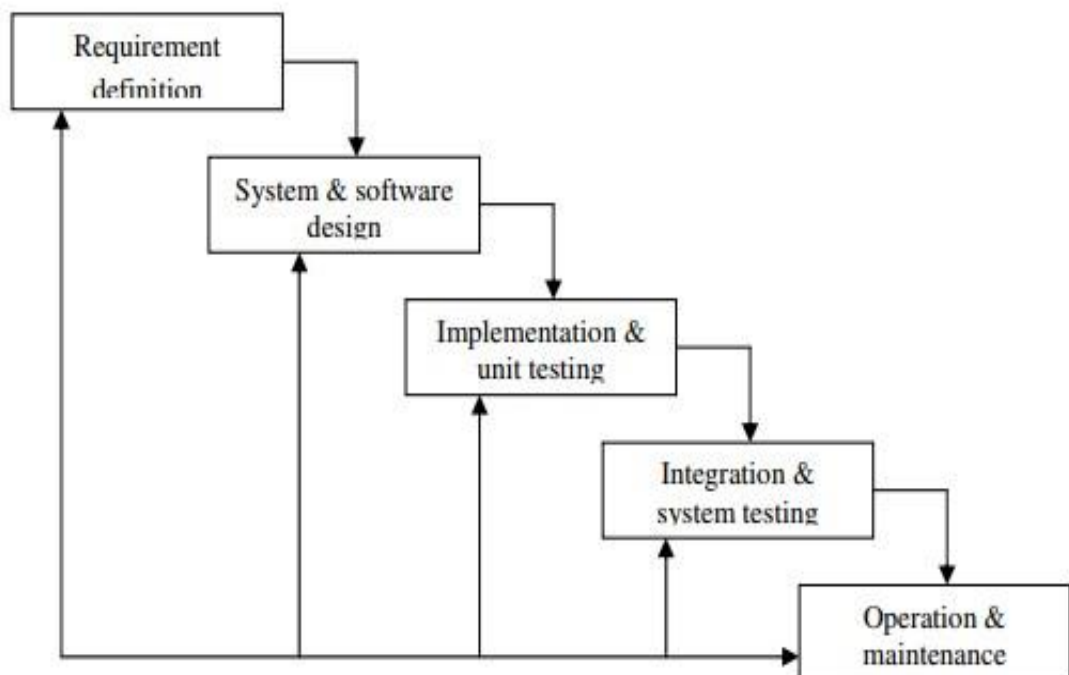 Requirement
definition
System & software
design
Implementation &
unit testing
Integration &
system testing
Operation &
maintenance